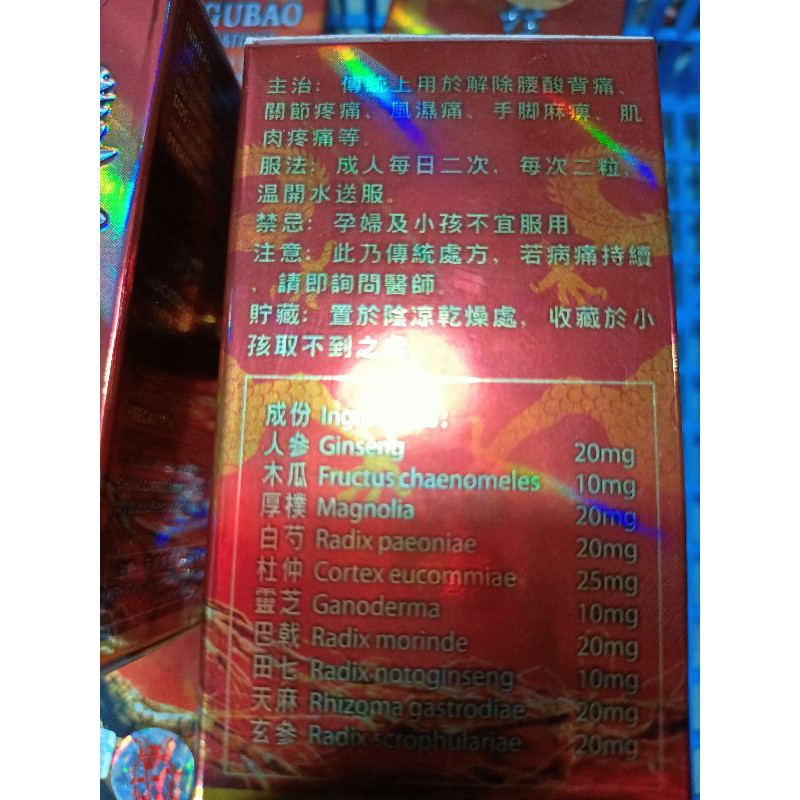 GUBAO
主治：傳統上用於解除腰酸背痛、
關節疼痛、風濕痛、手脚麻痹、肌
肉疼痛等。
服法：成人每日二次，每次二粒，
温開水送服。
禁忌：孕婦及小孩不宜服用
注意：此乃傳統處方，若病痛持續
，請即詢問醫師。
貯藏：置於陰凉乾燥處，收藏於小
孩取不到之
成份
人參 Ginseng 20mg
木瓜 Fructus chaenomeles 10mg
厚樸 Magnolia 20mg
白芍 Radix paeoniae 20mg
杜仲 Cortex eucommiae 25mg
靈芝 Ganoderma 10mg
巴戟 Radix morinde 20mg
田七 Radix notoginseng 10mg
天麻 Rhizoma gastrodiae 20mg
玄參 Radix scrophulariae 20mg